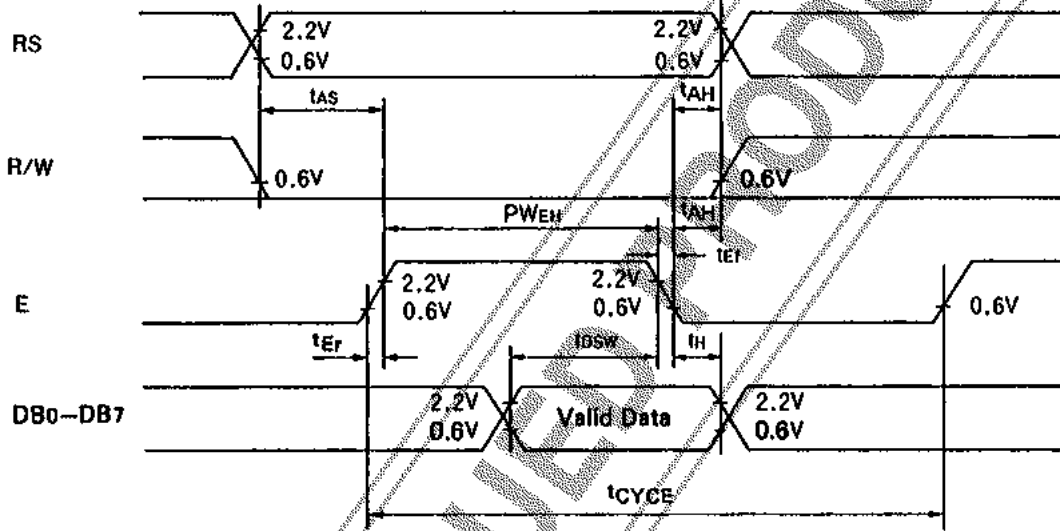 RS
2.2V
2.2V
0.6V
0.6V
tAS
tAH
R/W
0.6V
0.6V
PWEH
tAH
tEf
E
2.2V
2.2V
0.6V
0.6V
0.6V
tEr
tDSW
tH
DB0–DB7
2.2V
Valid Data
2.2V
0.6V
0.6V
tCYCE